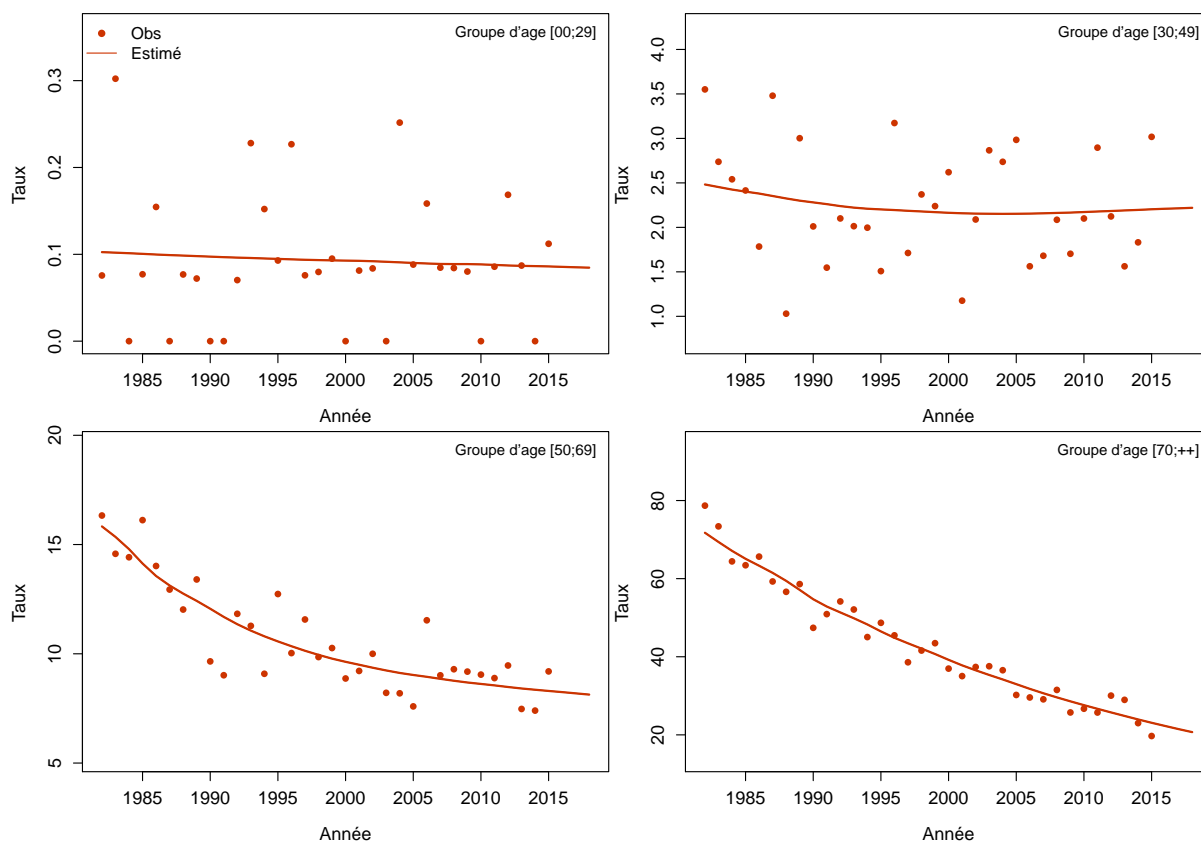 Obs
Estimé
Groupe d'age [00;29]
Taux
0.0
0.1
0.2
0.3
1985 1990 1995 2000 2005 2010 2015
Année
Groupe d'age [30;49]
Taux
1.0
1.5
2.0
2.5
3.0
3.5
4.0
1985 1990 1995 2000 2005 2010 2015
Année
Groupe d'age [50;69]
Taux
5
10
15
20
1985 1990 1995 2000 2005 2010 2015
Année
Groupe d'age [70;++]
Taux
20
40
60
80
1985 1990 1995 2000 2005 2010 2015
Année